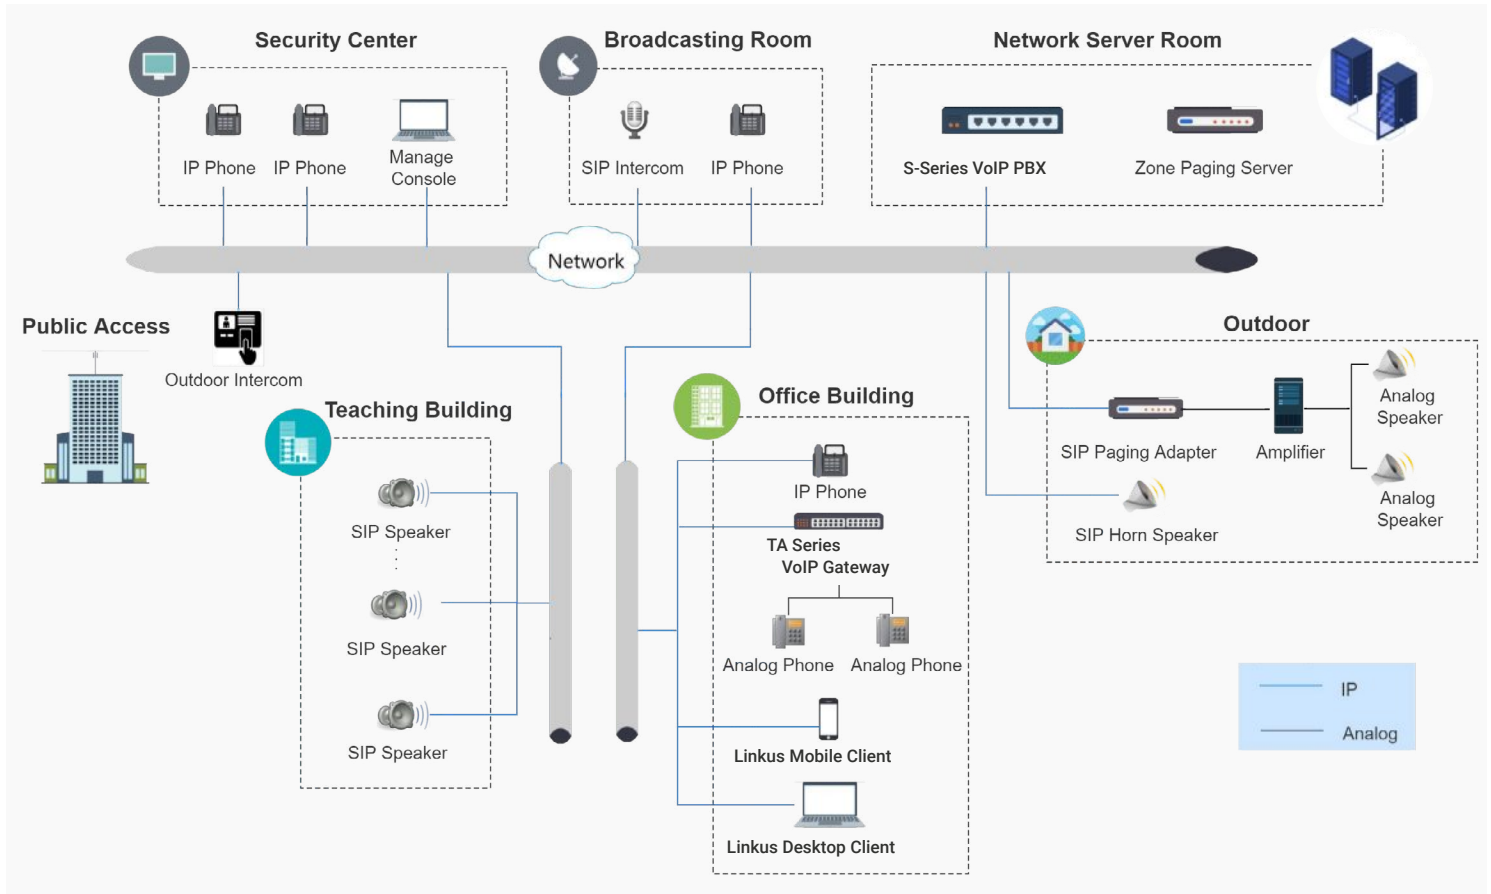 Security Center
Broadcasting Room
Network Server Room
IP Phone
IP Phone
Manage
Console
SIP Intercom
IP Phone
S-Series VoIP PBX
Zone Paging Server
Network
Public Access
Outdoor Intercom
Outdoor
Analog
Speaker
SIP Paging Adapter
Amplifier
Analog
Speaker
SIP Horn Speaker
Teaching Building
SIP Speaker
SIP Speaker
SIP Speaker
Office Building
IP Phone
TA Series
VoIP Gateway
Analog Phone
Analog Phone
Linkus Mobile Client
Linkus Desktop Client
IP
Analog